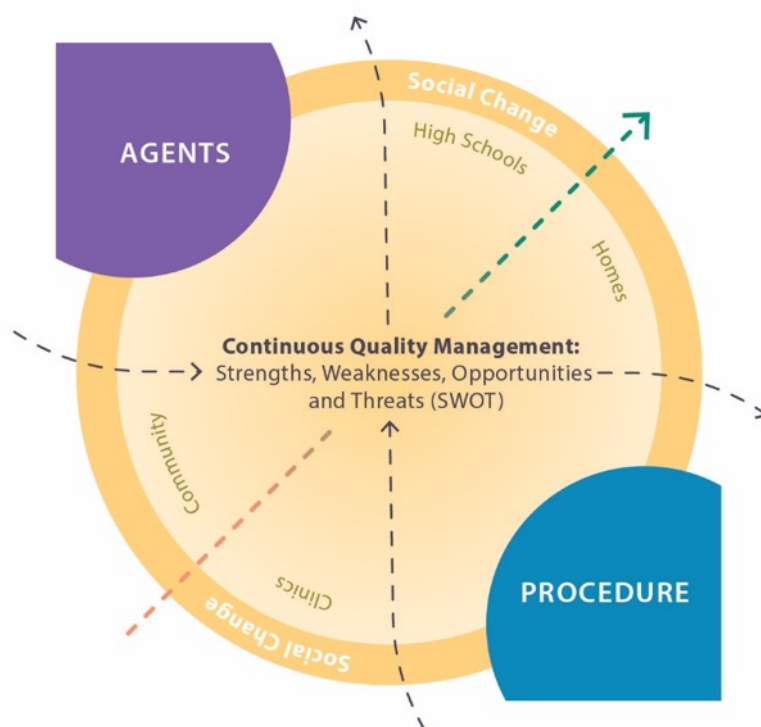 Social Change
High Schools
AGENTS
Homes
Continuous Quality Management:
Strengths, Weaknesses, Opportunities
and Threats (SWOT)
Community
Clinics
PROCEDURE
Social Change